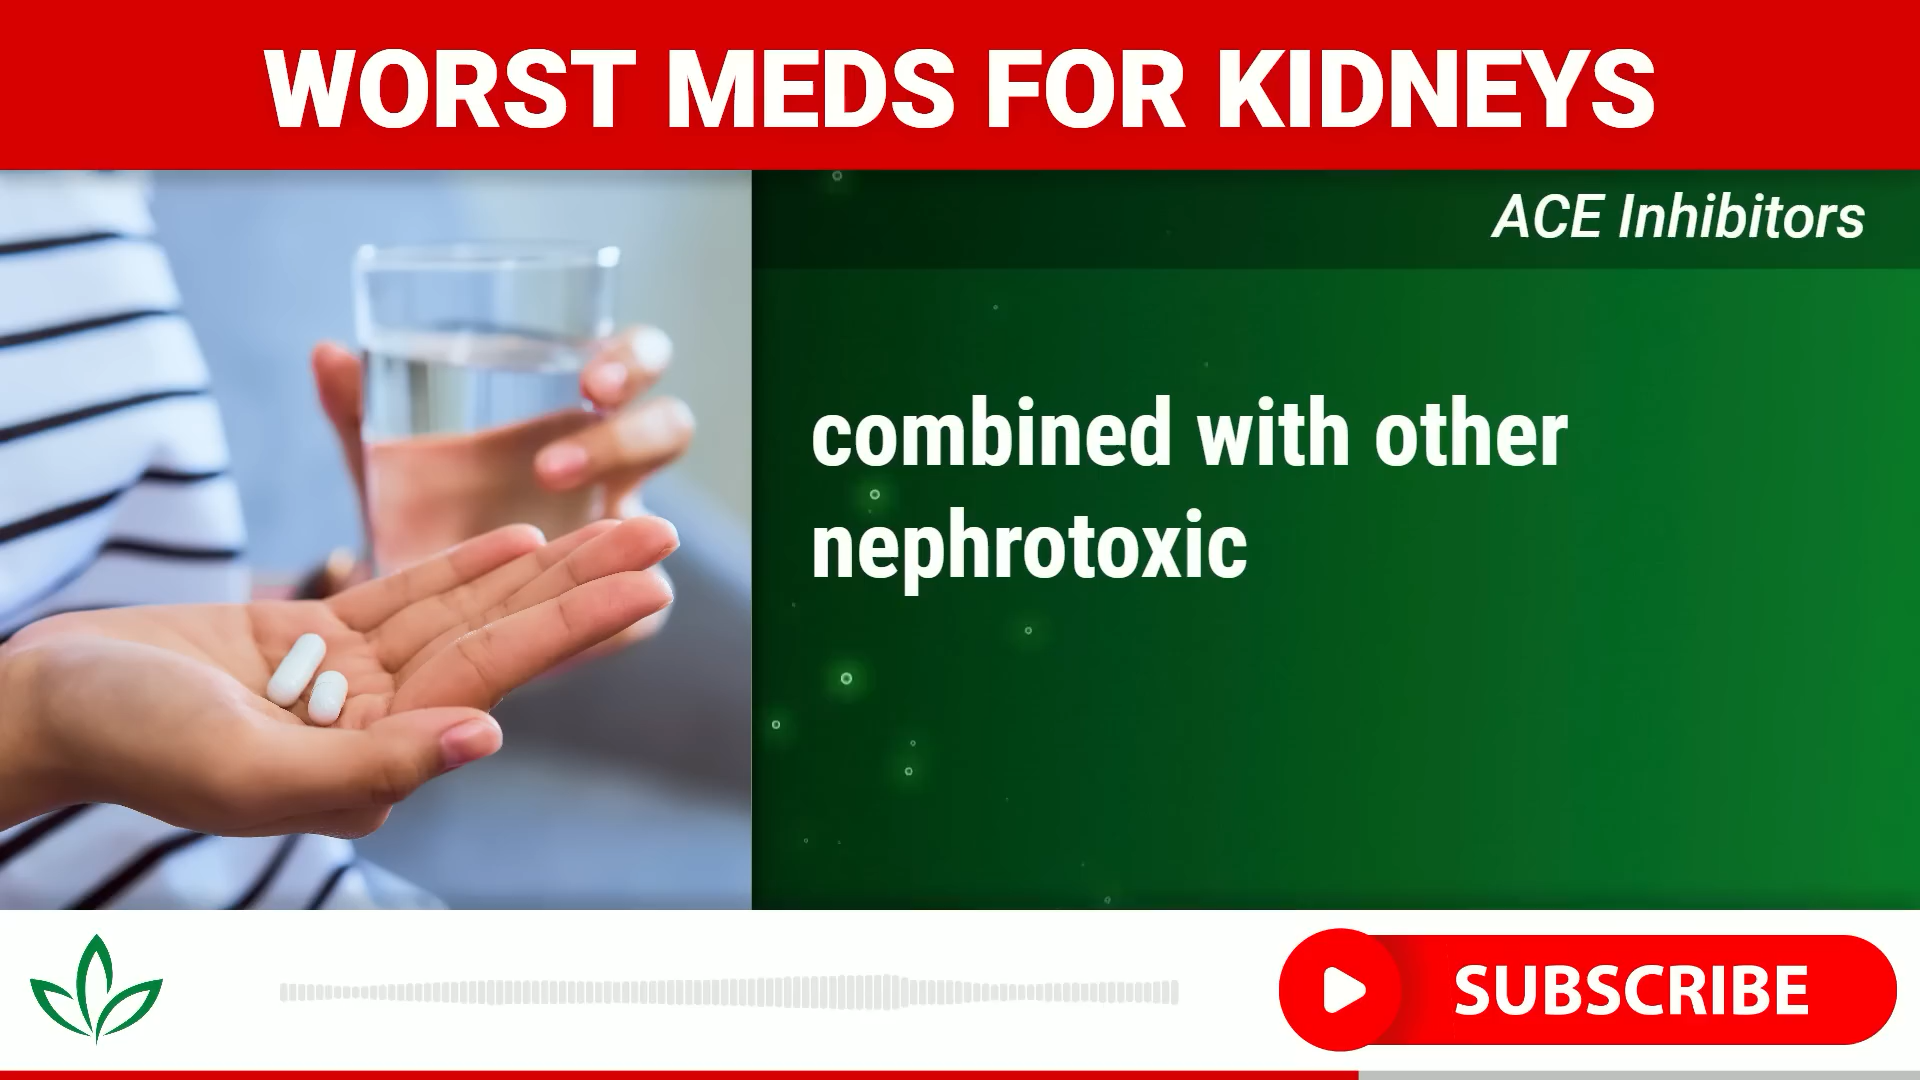 WORST MEDS FOR KIDNEYS
ACE Inhibitors
combined with other
nephrotoxic
SUBSCRIBE